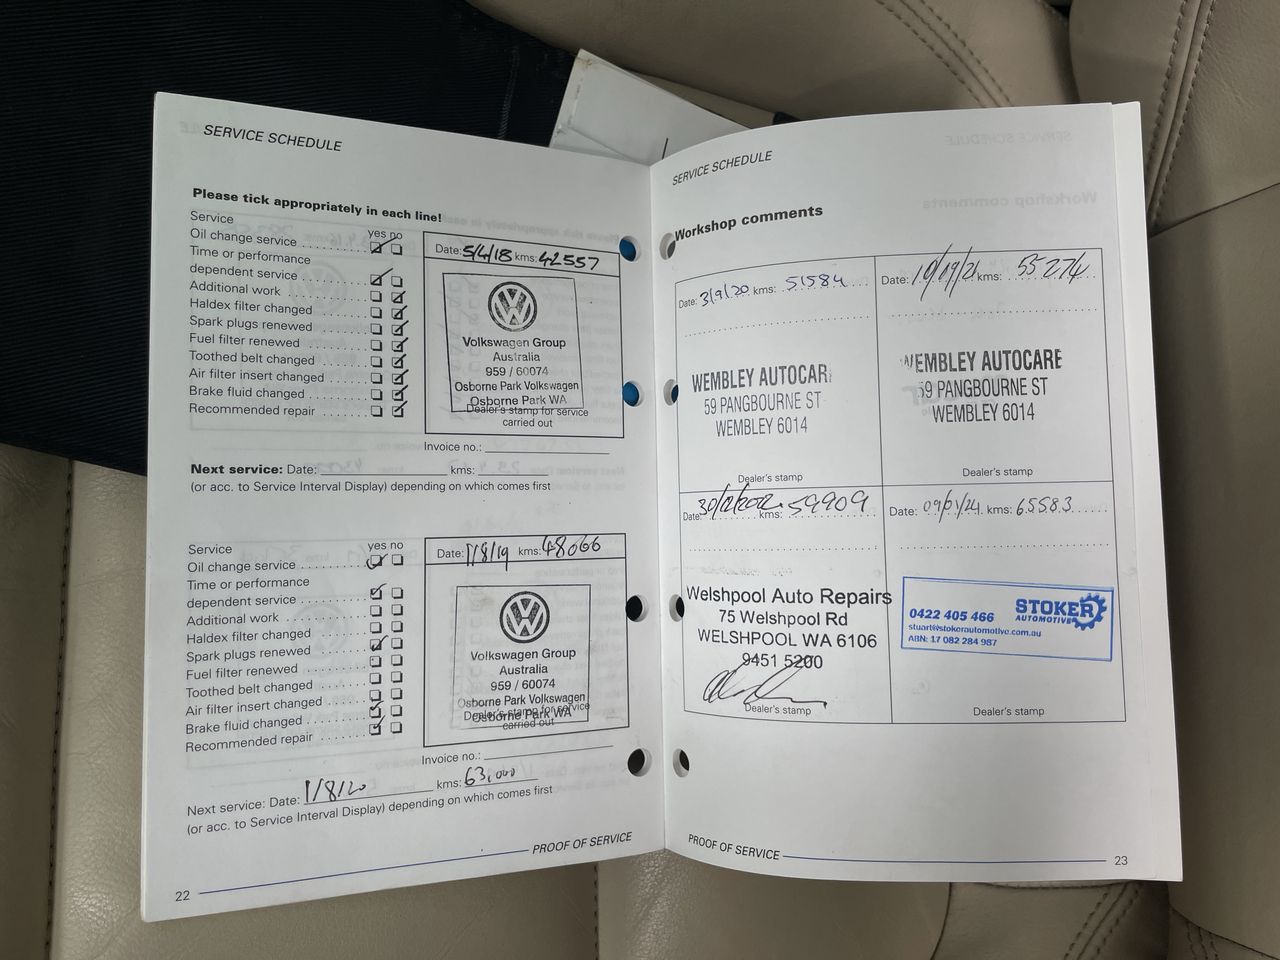 SERVICE SCHEDULE
Please tick appropriately in each line!
Service
yes no
Oil change service
Time or performance
dependent service
Additional work
Haldex filter changed
Spark plugs renewed
Fuel filter renewed
Toothed belt changed
Air filter insert changed
Brake fluid changed
Recommended repair
Date: 5/4/18 kms: 42557
Volkswagen Group
Australia
959 / 60074
Osborne Park Volkswagen
Osborne Park WA
Dealer's stamp for service
carried out
Invoice no.:
Next service: Date: kms:
(or acc. to Service Interval Display) depending on which comes first
Service
yes no
Oil change service
Time or performance
dependent service
Additional work
Haldex filter changed
Spark plugs renewed
Fuel filter renewed
Toothed belt changed
Air filter insert changed
Brake fluid changed
Recommended repair
Date: 1/8/19 kms: 48066
Volkswagen Group
Australia
959 / 60074
Osborne Park Volkswagen
Osborne Park WA
Dealer's stamp for service
carried out
Invoice no.:
Next service: Date: 1/8/20 kms: 63,000
(or acc. to Service Interval Display) depending on which comes first
PROOF OF SERVICE
22
SERVICE SCHEDULE
Workshop comments
Date: 3/9/20 kms: 51584
WEMBLEY AUTOCARE
59 PANGBOURNE ST
WEMBLEY 6014
Dealer's stamp
Date: kms: 55274
WEMBLEY AUTOCARE
59 PANGBOURNE ST
WEMBLEY 6014
Dealer's stamp
Date: kms: 59909
Welshpool Auto Repairs
75 Welshpool Rd
WELSHPOOL WA 6106
9451 5200
Dealer's stamp
Date: 09/01/24 kms: 65583
0422 405 466
STOKER
AUTOMOTIVE
stuart@stokerautomotive.com.au
ABN: 17 082 284 987
Dealer's stamp
PROOF OF SERVICE
23